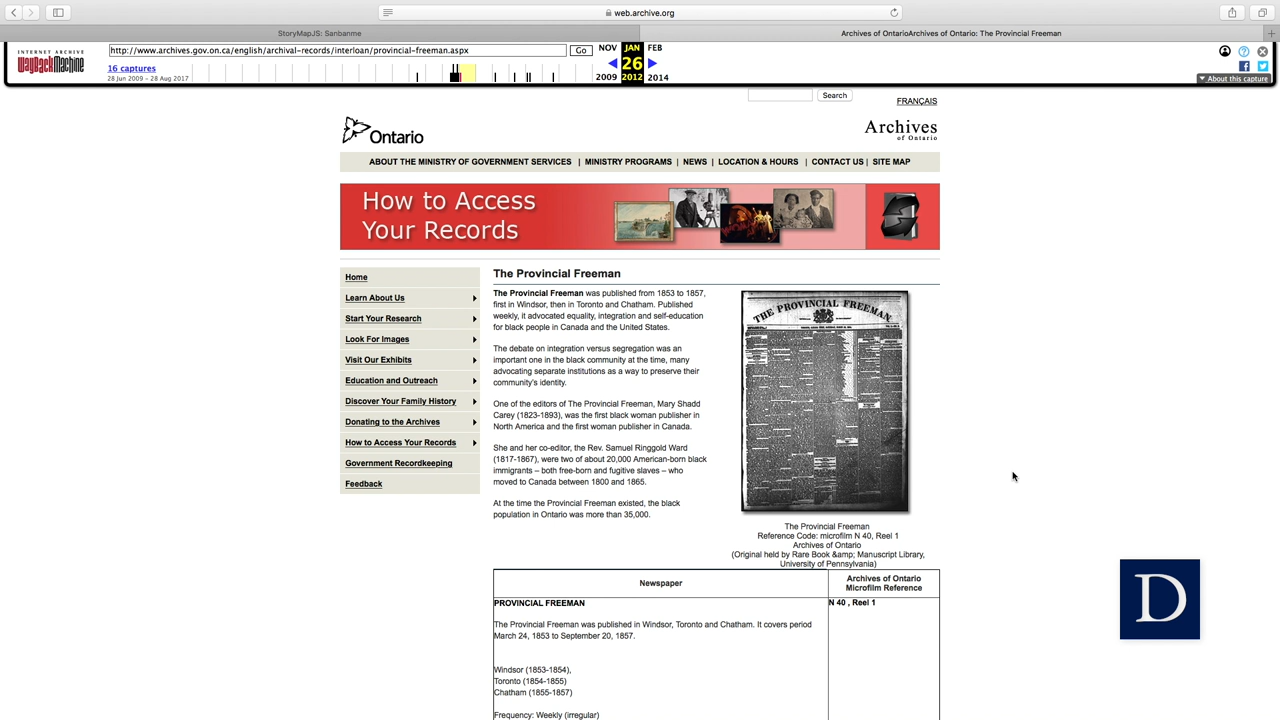 web.archive.org
StoryMapJS: Sanbanme
Archives of OntarioArchives of Ontario: The Provincial Freeman
INTERNET ARCHIVE
WayBackMachine
http://www.archives.gov.on.ca/english/archival-records/interloan/provincial-freeman.aspx
Go
NOV
JAN
FEB
16 captures
26
28 Jun 2009 – 28 Aug 2017
2009
2012
2014
About this capture
Search
FRANÇAIS
Ontario
Archives
of Ontario
ABOUT THE MINISTRY OF GOVERNMENT SERVICES | MINISTRY PROGRAMS | NEWS | LOCATION & HOURS | CONTACT US | SITE MAP
How to Access
Your Records
Home
Learn About Us
Start Your Research
Look For Images
Visit Our Exhibits
Education and Outreach
Discover Your Family History
Donating to the Archives
How to Access Your Records
Government Recordkeeping
Feedback
The Provincial Freeman
The Provincial Freeman was published from 1853 to 1857,
first in Windsor, then in Toronto and Chatham. Published
weekly, it advocated equality, integration and self-education
for black people in Canada and the United States.
The debate on integration versus segregation was an
important one in the black community at the time, many
advocating separate institutions as a way to preserve their
community's identity.
One of the editors of The Provincial Freeman, Mary Shadd
Carey (1823-1893), was the first black woman publisher in
North America and the first woman publisher in Canada.
She and her co-editor, the Rev. Samuel Ringgold Ward
(1817-1867), were two of about 20,000 American-born black
immigrants – both free-born and fugitive slaves – who
moved to Canada between 1800 and 1865.
At the time the Provincial Freeman existed, the black
population in Ontario was more than 35,000.
THE PROVINCIAL FREEMAN.
The Provincial Freeman
Reference Code: microfilm N 40, Reel 1
Archives of Ontario
(Original held by Rare Book &amp; Manuscript Library,
University of Pennsylvania)
Newspaper
Archives of Ontario
Microfilm Reference
PROVINCIAL FREEMAN
N 40 , Reel 1
The Provincial Freeman was published in Windsor, Toronto and Chatham. It covers period
March 24, 1853 to September 20, 1857.
Windsor (1853-1854),
Toronto (1854-1855)
Chatham (1855-1857)
Frequency: Weekly (irregular)
D